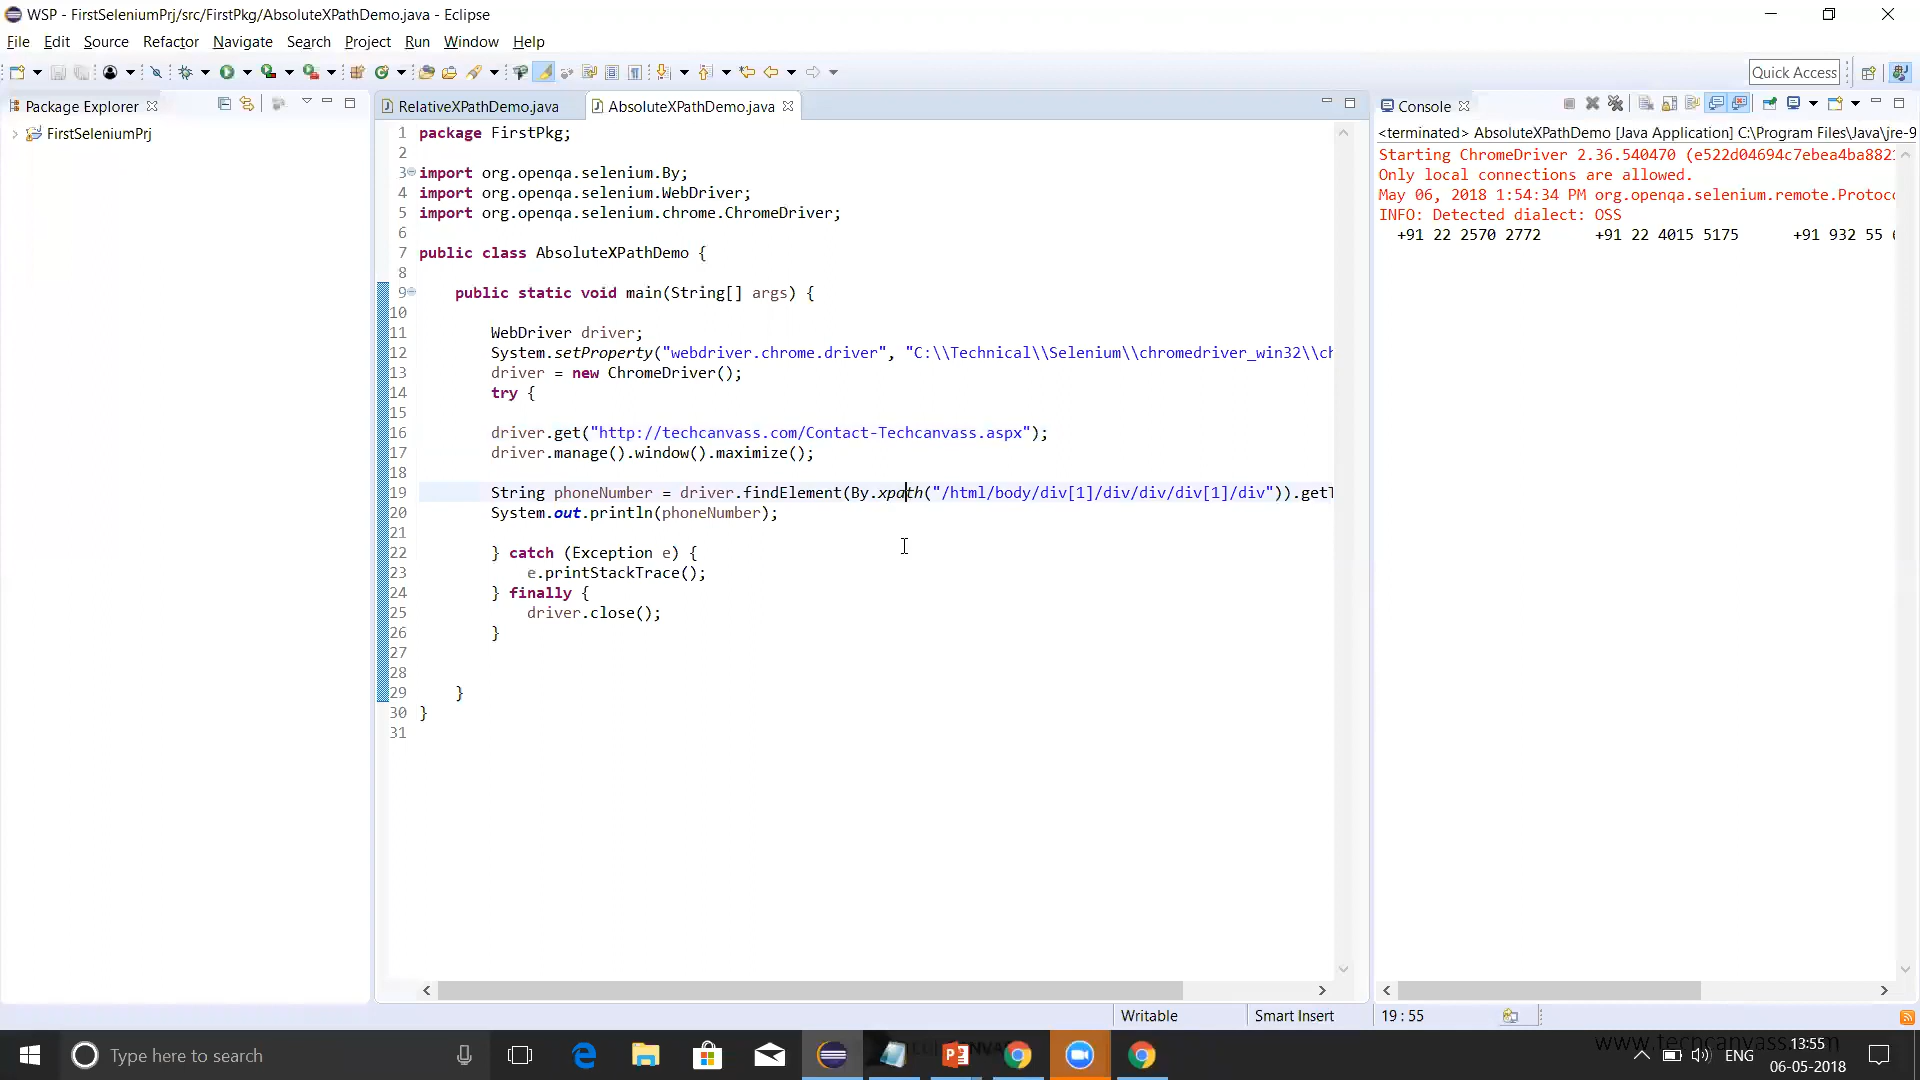 WSP - FirstSeleniumPrj/src/FirstPkg/AbsoluteXPathDemo.java - Eclipse
File Edit Source Refactor Navigate Search Project Run Window Help
Quick Access
Package Explorer
FirstSeleniumPrj
RelativeXPathDemo.java
AbsoluteXPathDemo.java
1 package FirstPkg;
2
3 import org.openqa.selenium.By;
4 import org.openqa.selenium.WebDriver;
5 import org.openqa.selenium.chrome.ChromeDriver;
6
7 public class AbsoluteXPathDemo {
8
9 public static void main(String[] args) {
10
11 WebDriver driver;
12 System.setProperty("webdriver.chrome.driver", "C:\\Technical\\Selenium\\chromedriver_win32\\ch
13 driver = new ChromeDriver();
14 try {
15
16 driver.get("http://techcanvass.com/Contact-Techcanvass.aspx");
17 driver.manage().window().maximize();
18
19 String phoneNumber = driver.findElement(By.xpath("/html/body/div[1]/div/div/div[1]/div")).getT
20 System.out.println(phoneNumber);
21
22 } catch (Exception e) {
23 e.printStackTrace();
24 } finally {
25 driver.close();
26 }
27
28
29 }
30 }
31
Console
<terminated> AbsoluteXPathDemo [Java Application] C:\Program Files\Java\jre-9
Starting ChromeDriver 2.36.540470 (e522d04694c7ebea4ba8821
Only local connections are allowed.
May 06, 2018 1:54:34 PM org.openqa.selenium.remote.Protoco
INFO: Detected dialect: OSS
+91 22 2570 2772 +91 22 4015 5175 +91 932 55 6
Writable Smart Insert 19 : 55
Type here to search
ENG
13:55
06-05-2018